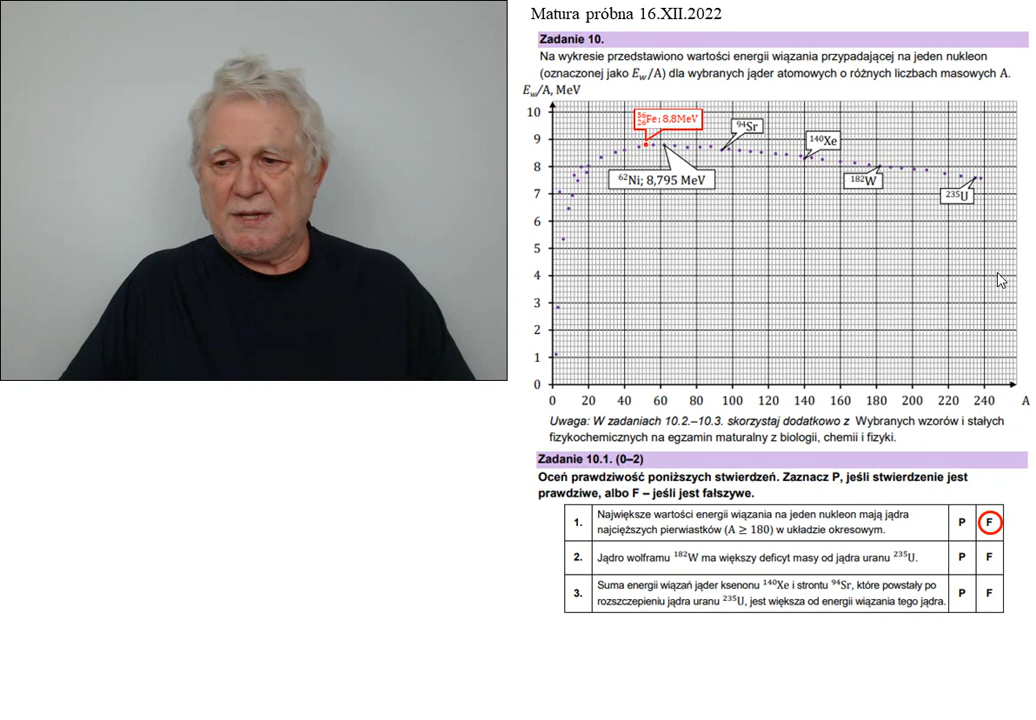 Matura próbna 16.XII.2022
Zadanie 10.
Na wykresie przedstawiono wartości energii wiązania przypadającej na jeden nukleon
(oznaczonej jako E_w/A) dla wybranych jąder atomowych o różnych liczbach masowych A.
E_w/A, MeV
10
⁵⁶₂₆Fe; 8,8MeV
⁹⁴Sr
9
¹⁴⁰Xe
8
⁶²Ni; 8,795 MeV
¹⁸²W
7
²³⁵U
6
5
4
3
2
1
0
0 20 40 60 80 100 120 140 160 180 200 220 240 A
Uwaga: W zadaniach 10.2.–10.3. skorzystaj dodatkowo z Wybranych wzorów i stałych
fizykochemicznych na egzamin maturalny z biologii, chemii i fizyki.
Zadanie 10.1. (0–2)
Oceń prawdziwość poniższych stwierdzeń. Zaznacz P, jeśli stwierdzenie jest
prawdziwe, albo F – jeśli jest fałszywe.
1. Największe wartości energii wiązania na jeden nukleon mają jądra
najcięższych pierwiastków (A ≥ 180) w układzie okresowym. P F
2. Jądro wolframu ¹⁸²W ma większy deficyt masy od jądra uranu ²³⁵U. P F
3. Suma energii wiązań jąder ksenonu ¹⁴⁰Xe i strontu ⁹⁴Sr, które powstały po
rozszczepieniu jądra uranu ²³⁵U, jest większa od energii wiązania tego jądra. P F